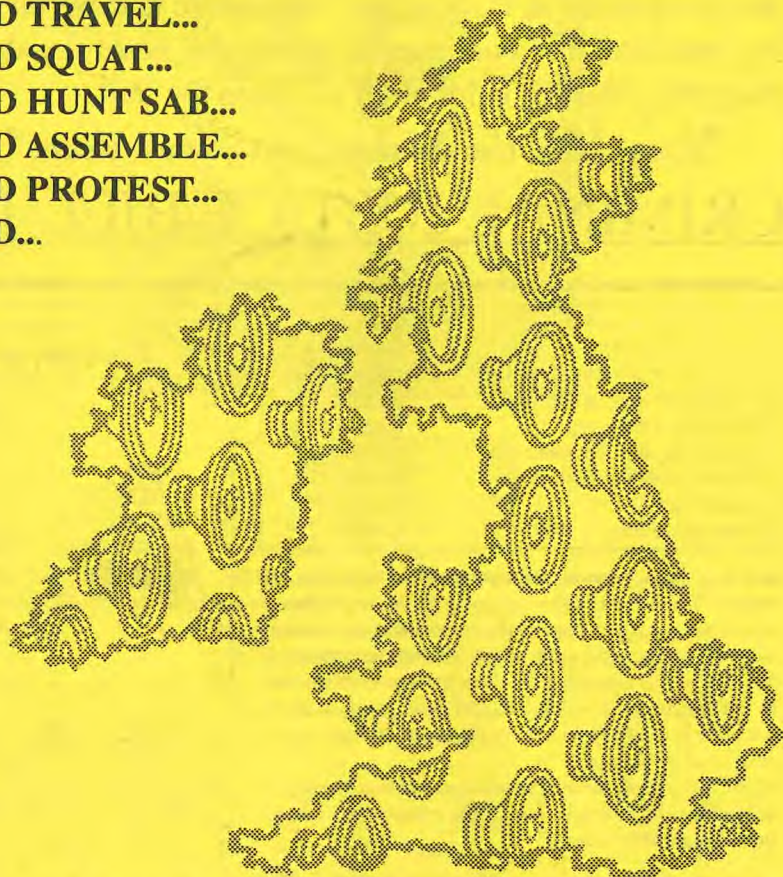 D TRAVEL...
D SQUAT...
D HUNT SAB...
D ASSEMBLE...
D PROTEST...
D...